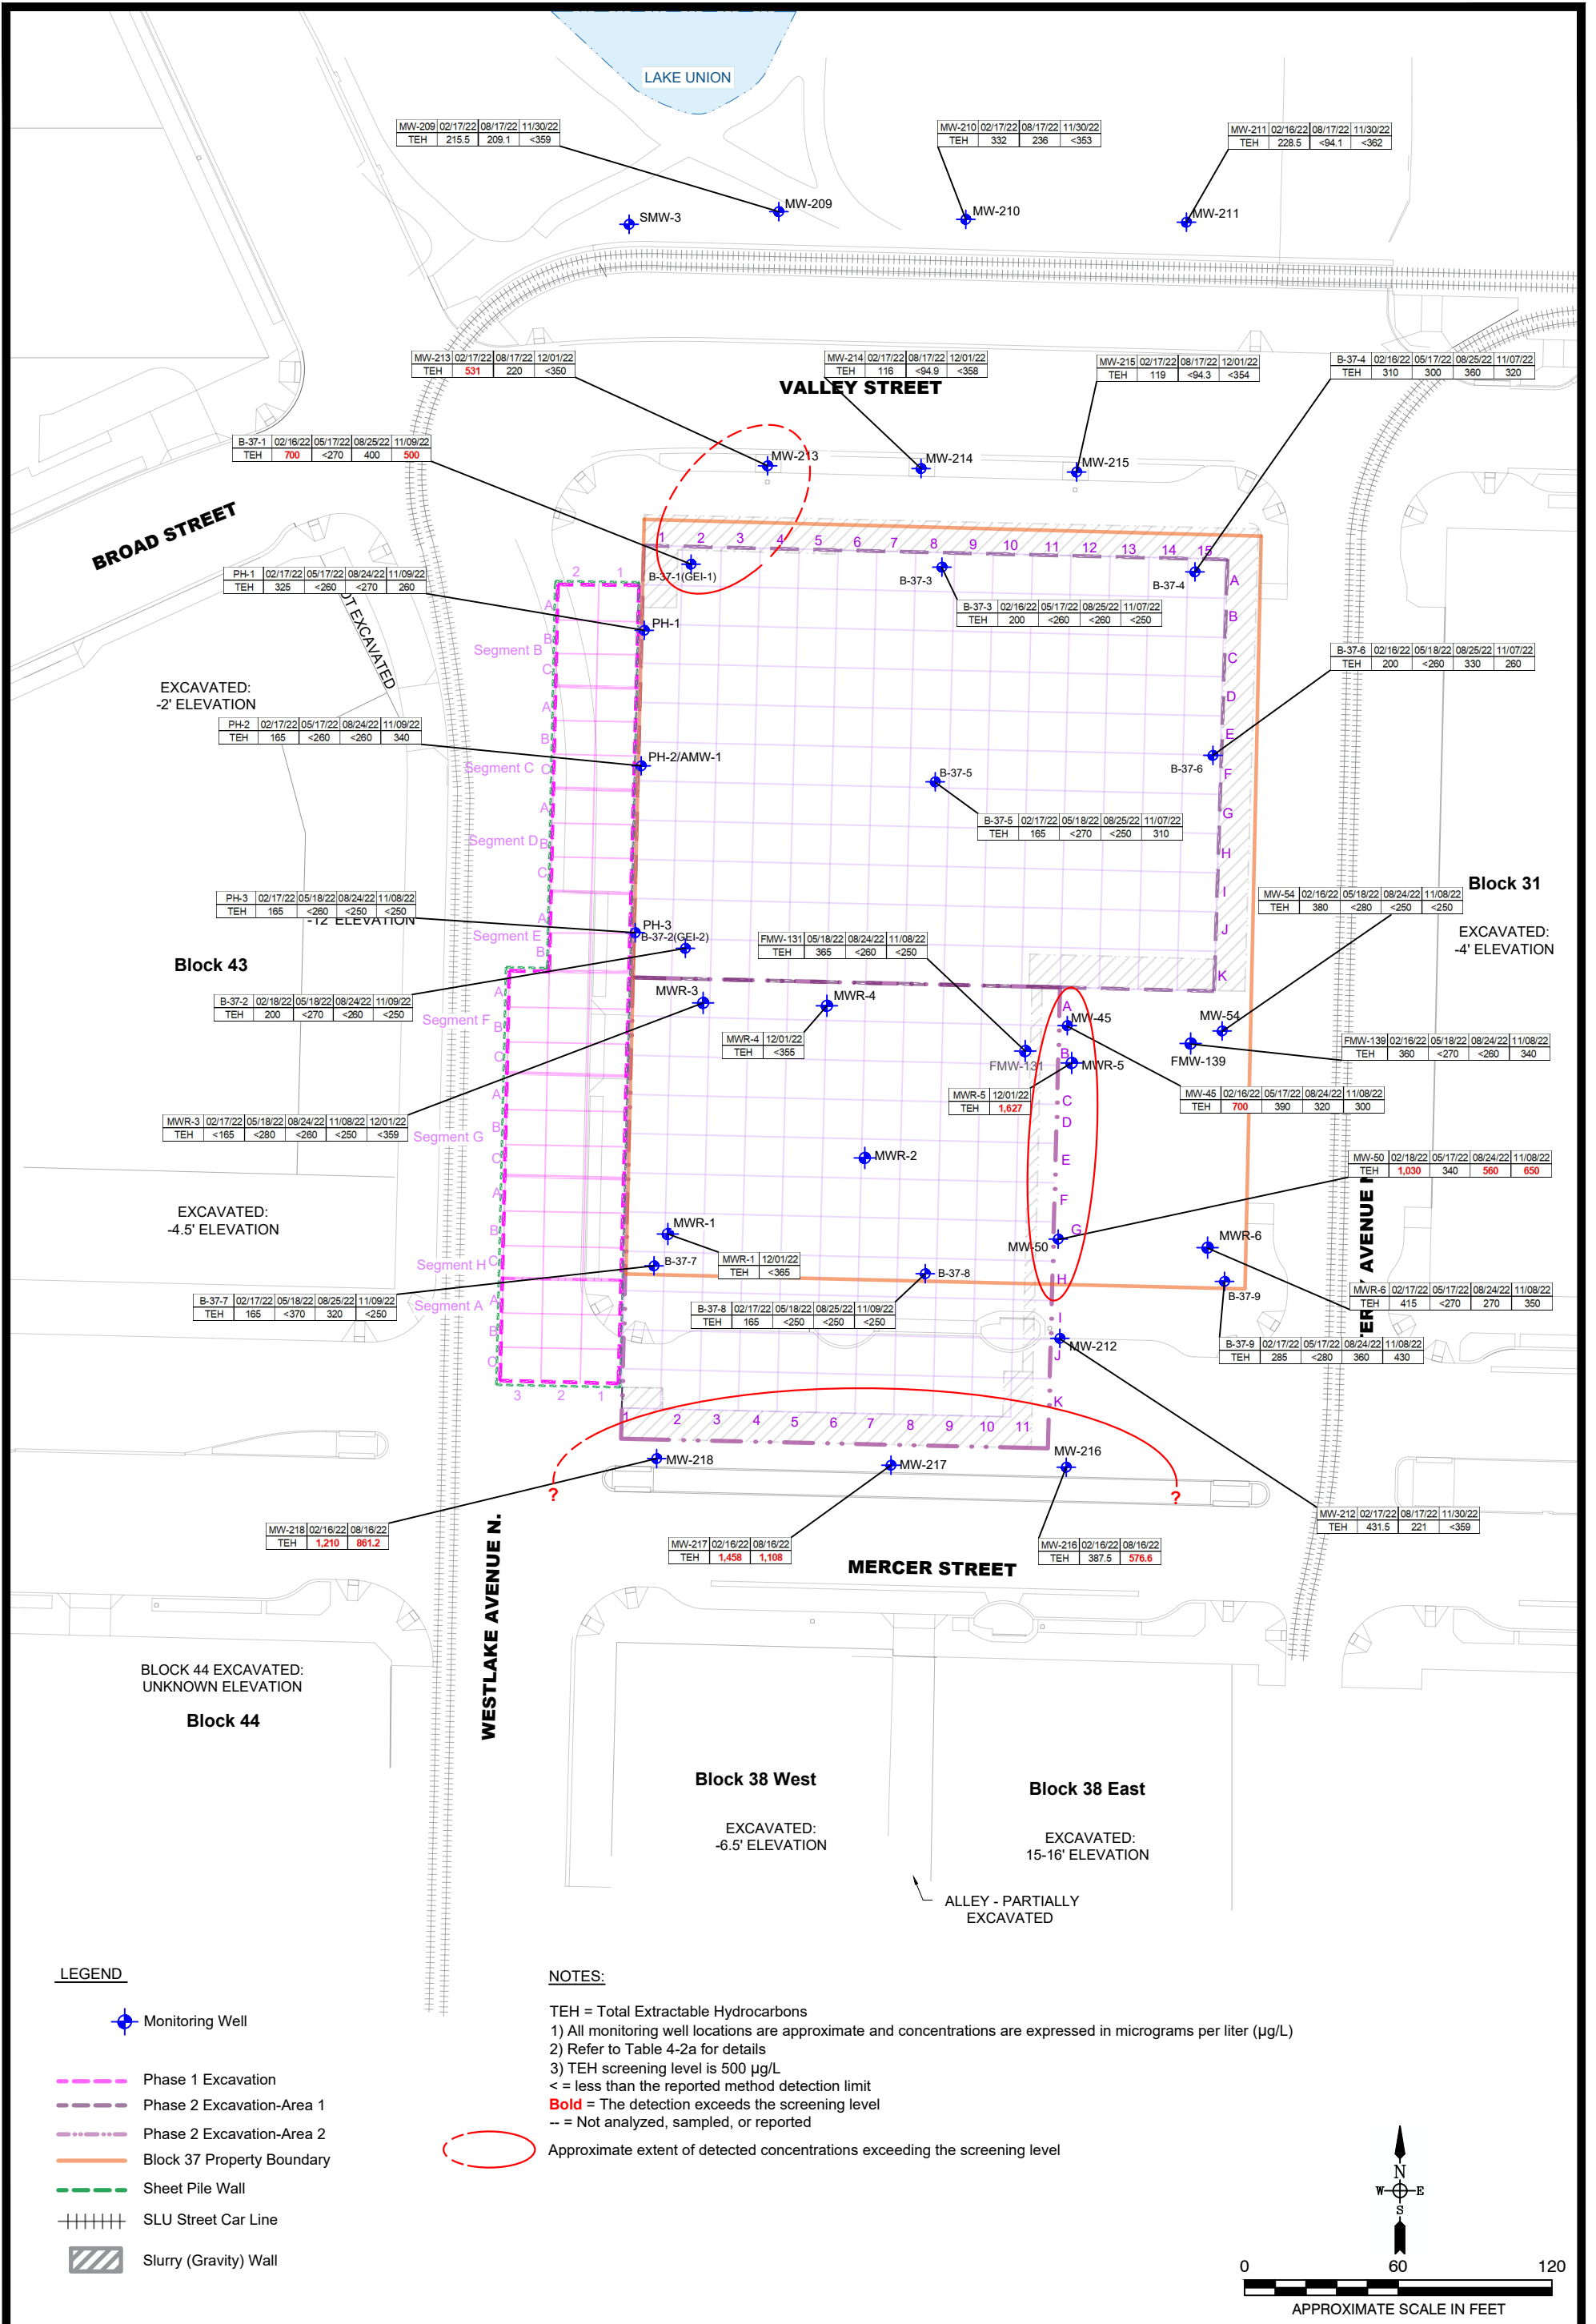 LAKE UNION
MW-209 02/17/22 08/17/22 11/30/22
TEH 215.5 209.1 <359
MW-210 02/17/22 08/17/22 11/30/22
TEH 332 236 <353
MW-211 02/16/22 08/17/22 11/30/22
TEH 228.5 <94.1 <362
SMW-3
MW-209
MW-210
MW-211
MW-213 02/17/22 08/17/22 12/01/22
TEH 531 220 <350
MW-214 02/17/22 08/17/22 12/01/22
TEH 116 <94.9 <358
MW-215 02/17/22 08/17/22 12/01/22
TEH 119 <94.3 <354
B-37-4 02/16/22 05/17/22 08/25/22 11/07/22
TEH 310 300 360 320
VALLEY STREET
B-37-1 02/16/22 05/17/22 08/25/22 11/09/22
TEH 700 <270 400 500
MW-213
MW-214
MW-215
BROAD STREET
1 2 3 4 5 6 7 8 9 10 11 12 13 14 15
B-37-1(GEI-1)
B-37-3
B-37-4
PH-1 02/17/22 05/17/22 08/24/22 11/09/22
TEH 325 <260 <270 260
OT EXCAVATED
2 1
A
B
C
D
E
F
G
H
I
J
K
B-37-3 02/16/22 05/17/22 08/25/22 11/07/22
TEH 200 <260 <260 <250
PH-1
A
B
Segment B
C
B-37-6 02/16/22 05/18/22 08/25/22 11/07/22
TEH 200 <260 330 260
EXCAVATED:
-2' ELEVATION
PH-2 02/17/22 05/17/22 08/24/22 11/09/22
TEH 165 <260 <260 340
A
B
Segment C C
PH-2/AMW-1
B-37-6
B-37-5
A
Segment D B
C
B-37-5 02/17/22 05/18/22 08/25/22 11/07/22
TEH 165 <270 <250 310
Block 31
EXCAVATED:
-4' ELEVATION
MW-54 02/16/22 05/18/22 08/24/22 11/08/22
TEH 380 <280 <250 <250
PH-3 02/17/22 05/18/22 08/24/22 11/08/22
TEH 165 <260 <250 <250
-12' ELEVATION
A
Segment E
B
PH-3
B-37-2(GEI-2)
FMW-131 05/18/22 08/24/22 11/08/22
TEH 365 <260 <250
Block 43
B-37-2 02/18/22 05/18/22 08/24/22 11/09/22
TEH 200 <270 <260 <250
A
Segment F
B
C
MWR-3
MWR-4
MWR-4 12/01/22
TEH <355
FMW-131
A
MW-45
B
MWR-5
C
D
E
F
G
H
I
J
K
MW-54
FMW-139
FMW-139 02/16/22 05/18/22 08/24/22 11/08/22
TEH 360 <270 <260 340
MWR-5 12/01/22
TEH 1,627
MW-45 02/16/22 05/17/22 08/24/22 11/08/22
TEH 700 390 320 300
MWR-3 02/17/22 05/18/22 08/24/22 11/08/22 12/01/22
TEH <165 <280 <260 <250 <359
A
B
Segment G
C
MWR-2
MW-50 02/18/22 05/17/22 08/24/22 11/08/22
TEH 1,030 340 560 650
EXCAVATED:
-4.5' ELEVATION
A
B
Segment H C
MWR-1
B-37-7
MWR-1 12/01/22
TEH <365
MW-50
B-37-8
MWR-6
B-37-9
TERRY AVENUE N
MWR-6 02/17/22 05/17/22 08/24/22 11/08/22
TEH 415 <270 270 350
B-37-7 02/17/22 05/18/22 08/25/22 11/09/22
TEH 165 <370 320 <250
Segment A A
B
C
B-37-8 02/17/22 05/18/22 08/25/22 11/09/22
TEH 165 <250 <250 <250
MW-212
B-37-9 02/17/22 05/17/22 08/24/22 11/08/22
TEH 285 <280 360 430
3 2 1
1 2 3 4 5 6 7 8 9 10 11
MW-218
MW-217
MW-216
?
?
MW-212 02/17/22 08/17/22 11/30/22
TEH 431.5 221 <359
MW-218 02/16/22 08/16/22
TEH 1,210 861.2
MW-217 02/16/22 08/16/22
TEH 1,458 1,108
MW-216 02/16/22 08/16/22
TEH 387.5 576.6
MERCER STREET
WESTLAKE AVENUE N.
BLOCK 44 EXCAVATED:
UNKNOWN ELEVATION
Block 44
Block 38 West
EXCAVATED:
-6.5' ELEVATION
Block 38 East
EXCAVATED:
15-16' ELEVATION
ALLEY - PARTIALLY
EXCAVATED
LEGEND
Monitoring Well
Phase 1 Excavation
Phase 2 Excavation-Area 1
Phase 2 Excavation-Area 2
Block 37 Property Boundary
Sheet Pile Wall
SLU Street Car Line
Slurry (Gravity) Wall
NOTES:
TEH = Total Extractable Hydrocarbons
1) All monitoring well locations are approximate and concentrations are expressed in micrograms per liter (µg/L)
2) Refer to Table 4-2a for details
3) TEH screening level is 500 µg/L
< = less than the reported method detection limit
Bold = The detection exceeds the screening level
-- = Not analyzed, sampled, or reported
Approximate extent of detected concentrations exceeding the screening level
N
W E
S
0 60 120
APPROXIMATE SCALE IN FEET